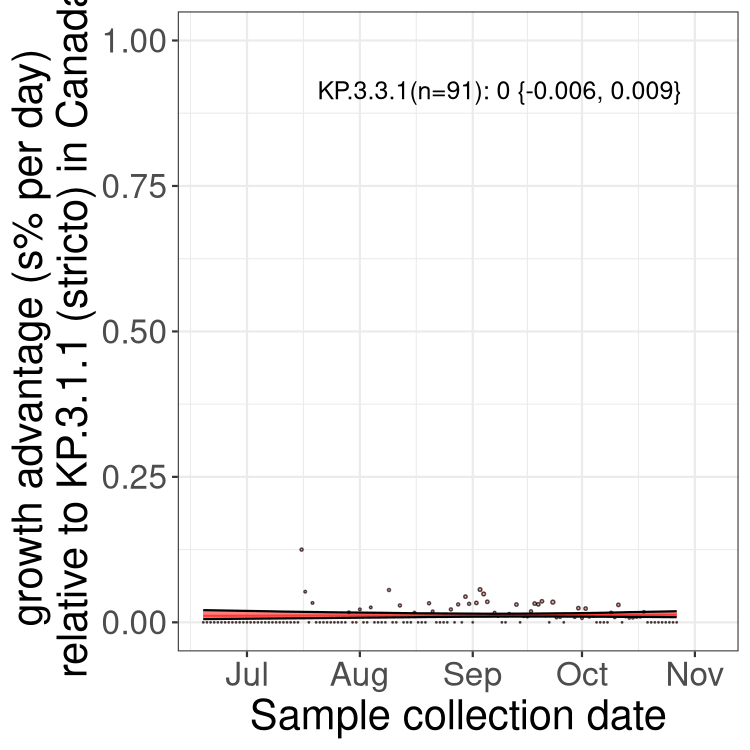 growth advantage (s% per day)
relative to KP.3.1.1 (stricto) in Canada
1.00
0.75
0.50
0.25
0.00
KP.3.3.1(n=91): 0 {-0.006, 0.009}
Jul Aug Sep Oct Nov
Sample collection date